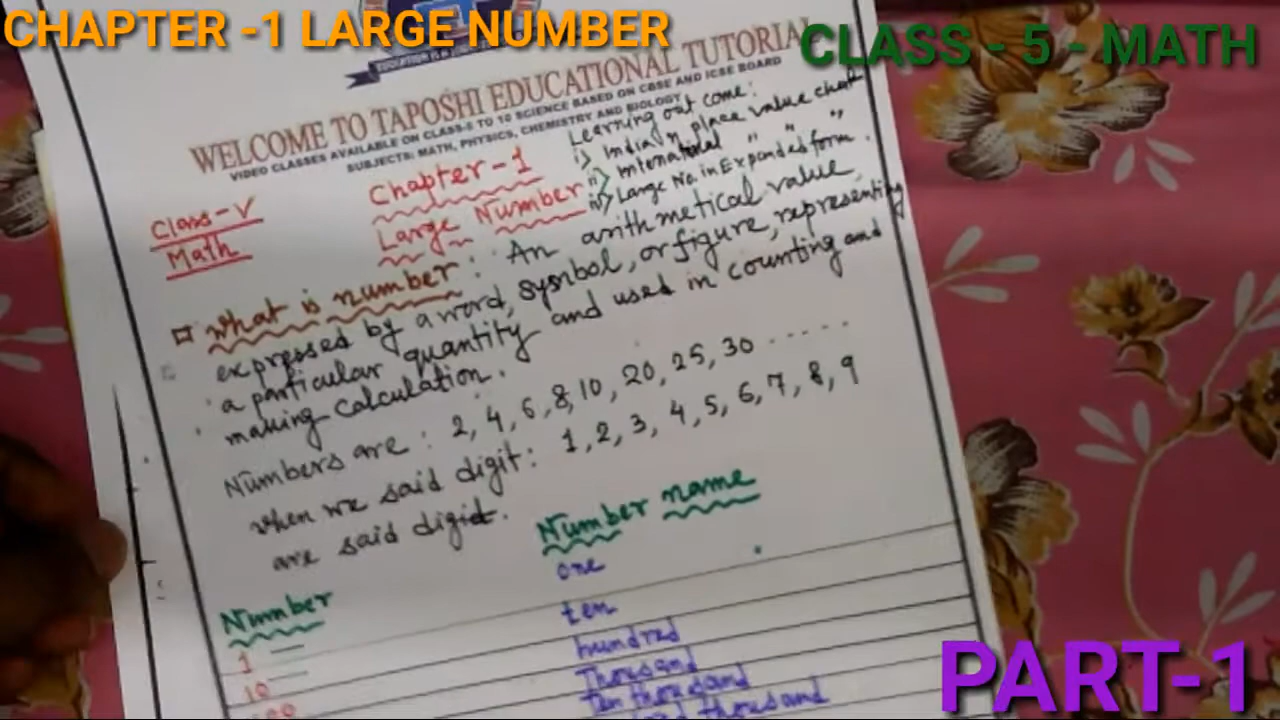 CHAPTER -1 LARGE NUMBER
CLASS - 5 - MATH
WELCOME TO TAPOSHI EDUCATIONAL TUTORIAL
VIDEO CLASSES AVAILABLE ON CLASS-5 TO 10 SCIENCE BASED ON CBSE AND ICSE BOARD
SUBJECTS: MATH, PHYSICS, CHEMISTRY AND BIOLOGY
Learning out come:
i) Indian place value chart
ii) International " " "
iii) Large No. in Expanded form.
Class-V
Math
Chapter-1
Large Number
What is number: An arithmetical value,
expressed by a word, symbol, or figure, representing
a particular quantity and used in counting and
making calculation.
Numbers are: 2, 4, 6, 8, 10, 20, 25, 30 .....
when we said digit: 1, 2, 3, 4, 5, 6, 7, 8, 9
are said digit.
Number Number name
1 one
10 ten
hundred
Thousand
Ten thousand
thousand
PART-1